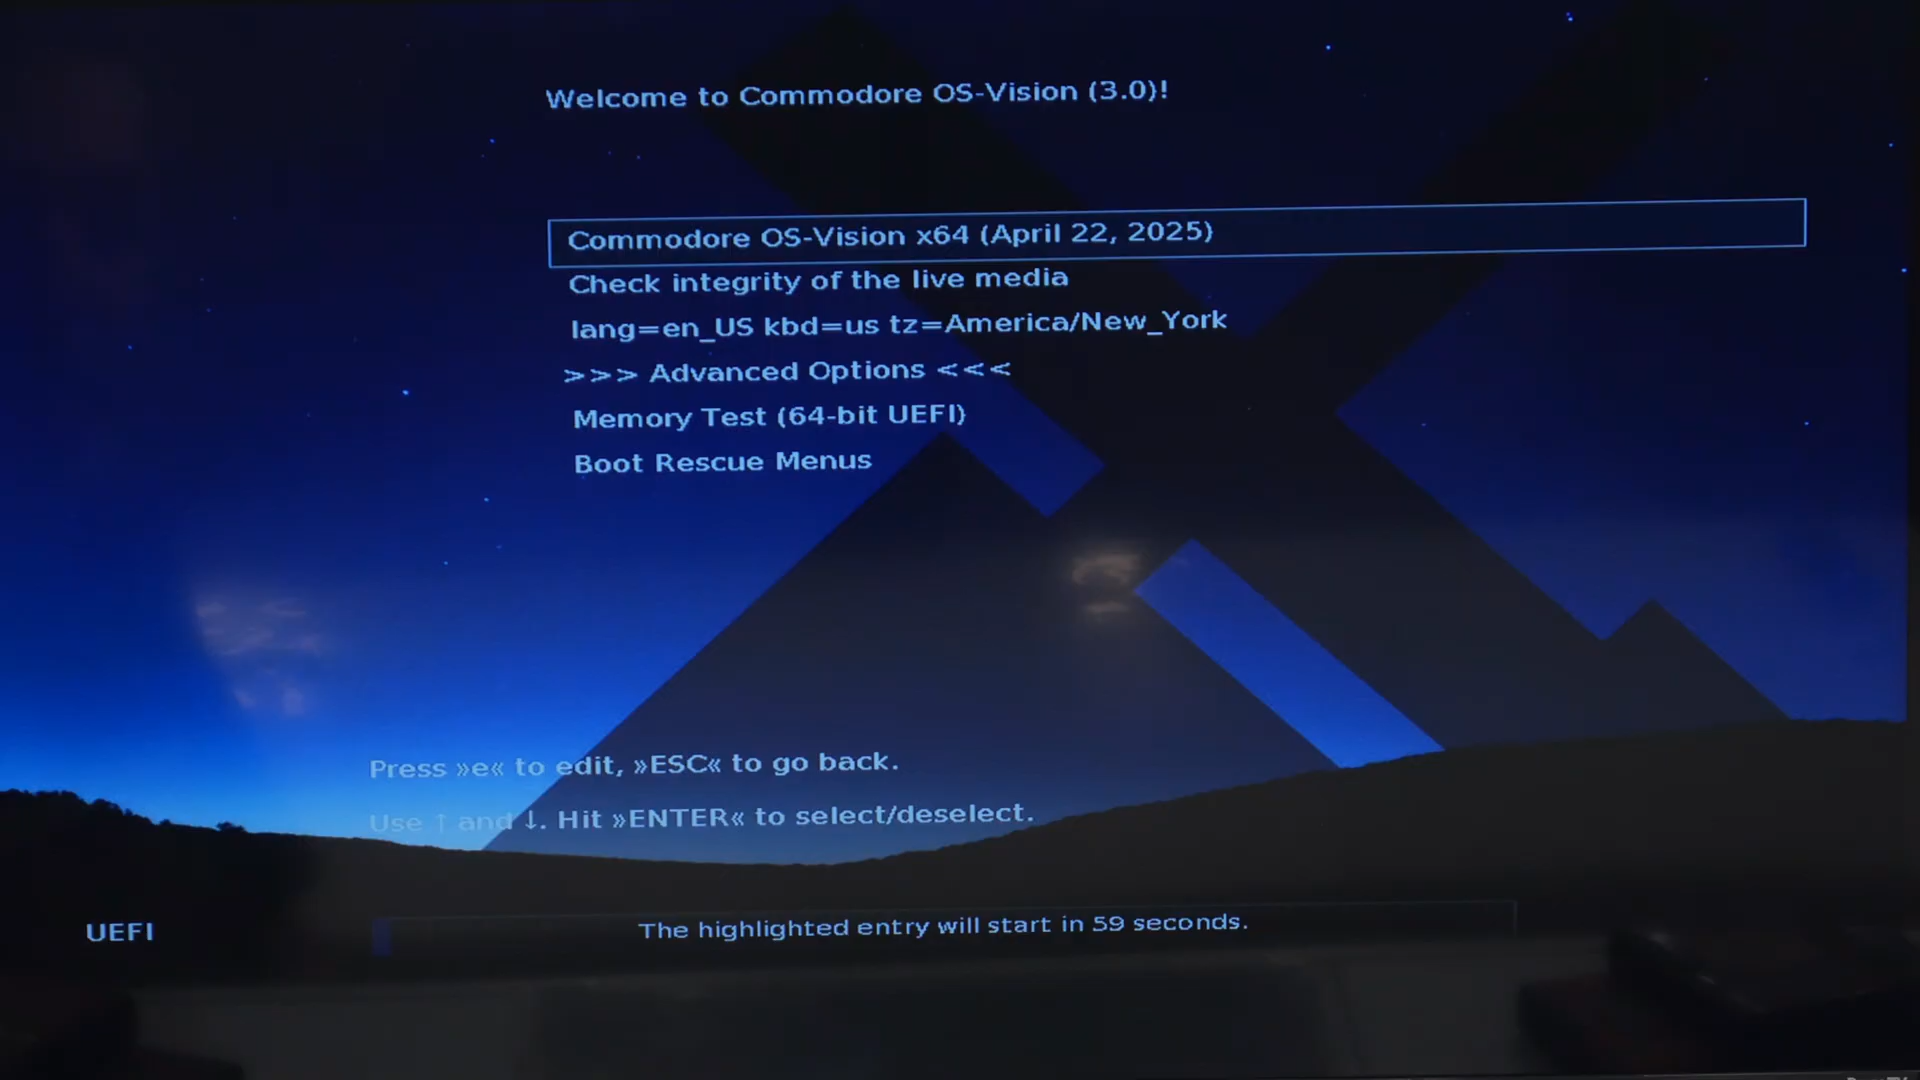 Welcome to Commodore OS-Vision (3.0)!
Commodore OS-Vision x64 (April 22, 2025)
Check integrity of the live media
lang=en_US kbd=us tz=America/New_York
>>> Advanced Options <<<
Memory Test (64-bit UEFI)
Boot Rescue Menus
Press »e« to edit, »ESC« to go back.
Use ↑ and ↓. Hit »ENTER« to select/deselect.
UEFI
The highlighted entry will start in 59 seconds.